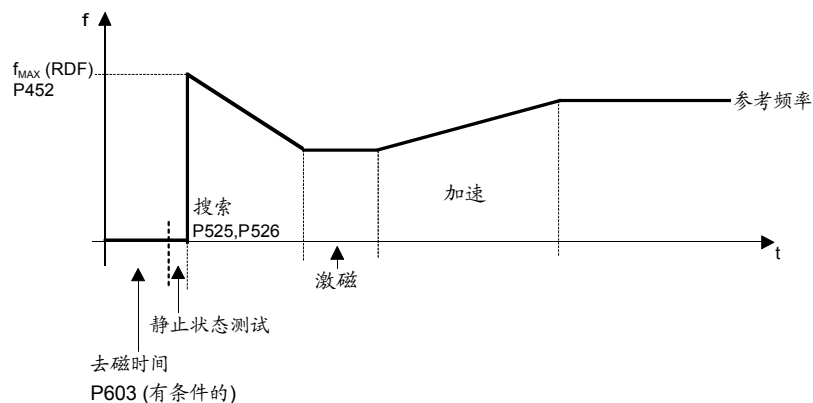 f
fMAX (RDF)
P452
参考频率
搜索
P525,P526
加速
t
激磁
静止状态测试
去磁时间
P603 (有条件的)